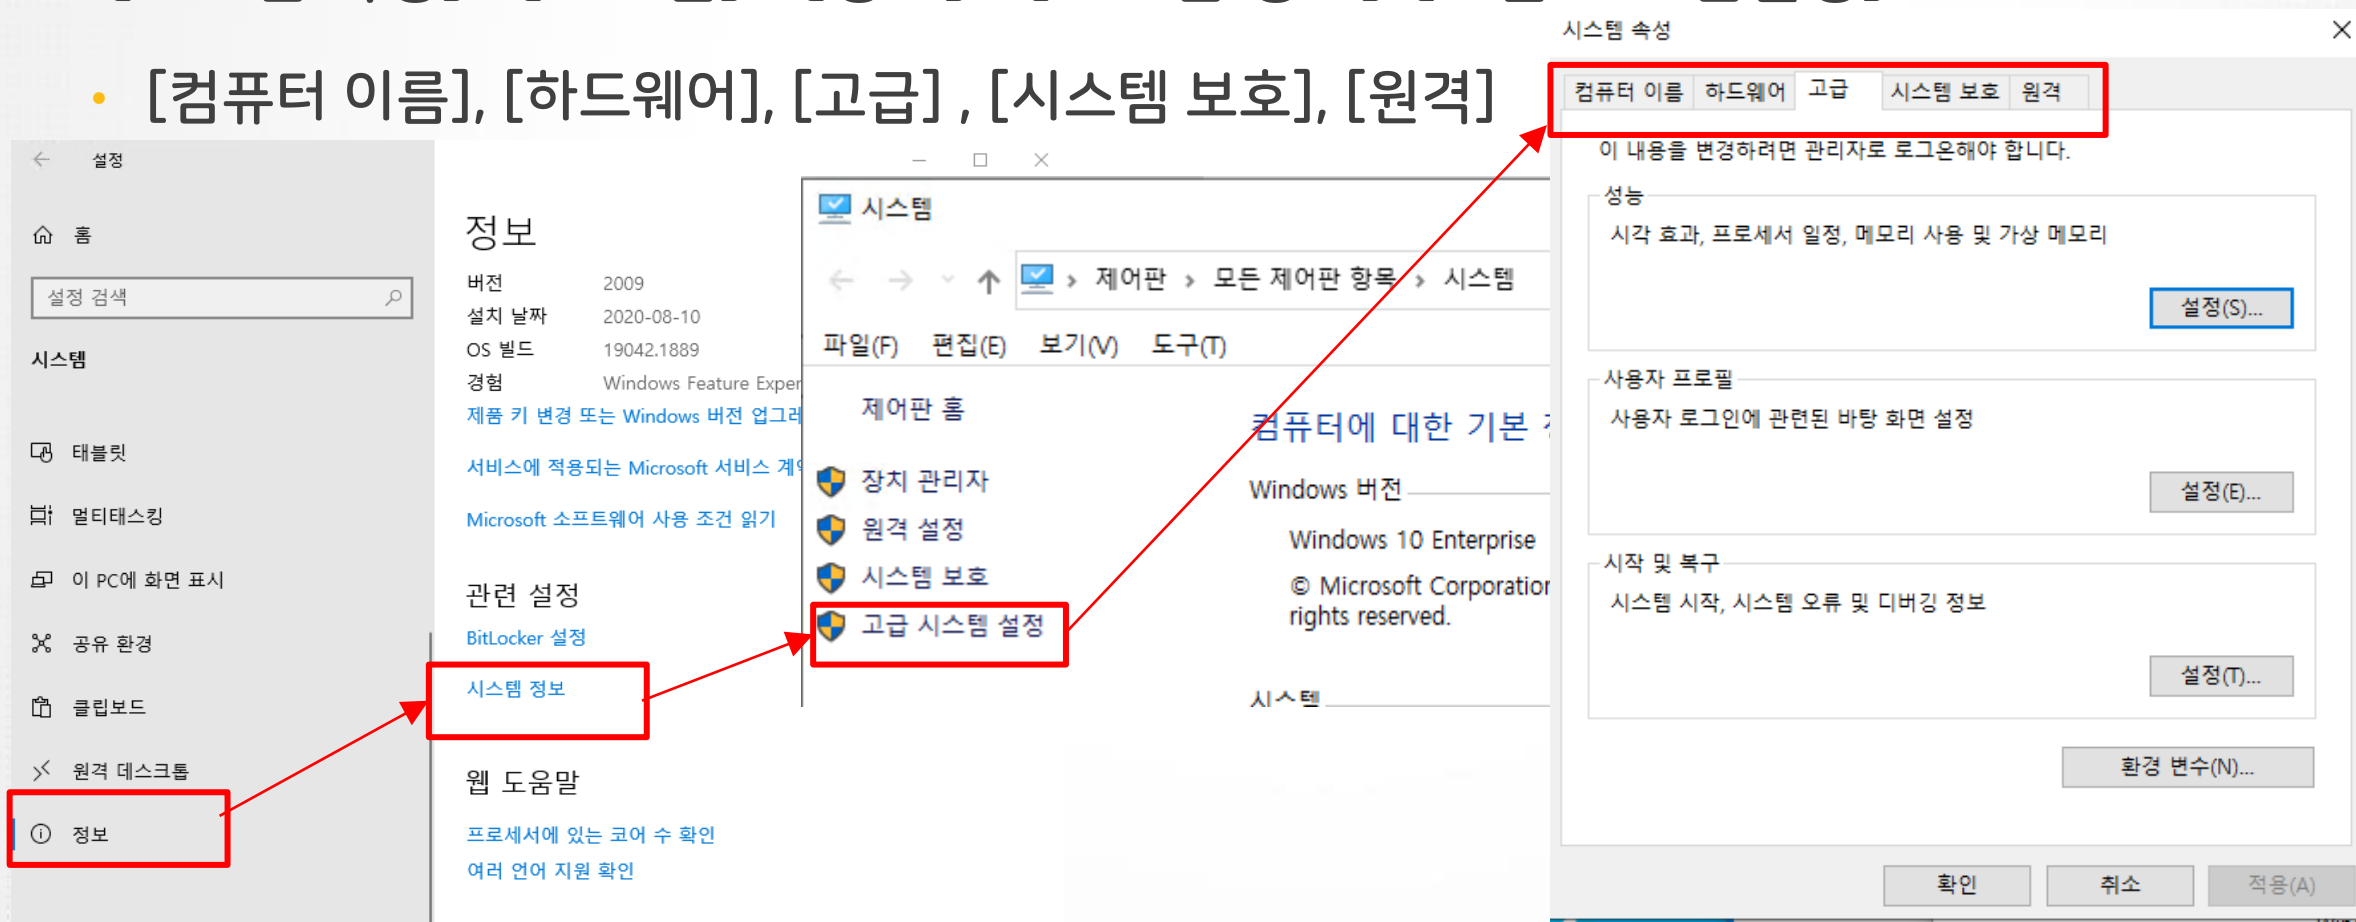 • [컴퓨터 이름], [하드웨어], [고급] , [시스템 보호], [원격]
설정
홈
설정 검색
시스템
태블릿
멀티태스킹
이 PC에 화면 표시
공유 환경
클립보드
원격 데스크톱
정보
정보
버전 2009
설치 날짜 2020-08-10
OS 빌드 19042.1889
경험 Windows Feature Exper
제품 키 변경 또는 Windows 버전 업그레
서비스에 적용되는 Microsoft 서비스
Microsoft 소프트웨어 사용 조건 읽기
관련 설정
BitLocker 설정
시스템 정보
웹 도움말
프로세서에 있는 코어 수 확인
여러 언어 지원 확인
시스템
제어판 › 모든 제어판 항목 › 시스템
파일(F) 편집(E) 보기(V) 도구(T)
제어판 홈
장치 관리자
원격 설정
시스템 보호
고급 시스템 설정
컴퓨터에 대한 기본
Windows 버전
Windows 10 Enterprise
© Microsoft Corporation
rights reserved.
시스템
시스템 속성
컴퓨터 이름 하드웨어 고급 시스템 보호 원격
이 내용을 변경하려면 관리자로 로그온해야 합니다.
성능
시각 효과, 프로세서 일정, 메모리 사용 및 가상 메모리
설정(S)...
사용자 프로필
사용자 로그인에 관련된 바탕 화면 설정
설정(E)...
시작 및 복구
시스템 시작, 시스템 오류 및 디버깅 정보
설정(T)...
환경 변수(N)...
확인 취소 적용(A)